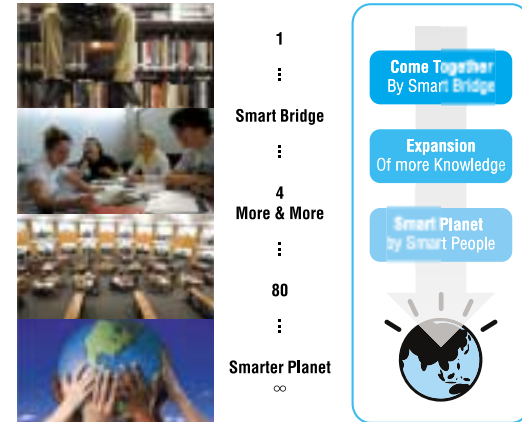 1
⋮
Smart Bridge
⋮
4
More & More
⋮
80
⋮
Smarter Planet
∞
Come Together
By Smart Bridge
Expansion
Of more Knowledge
Smart Planet
by Smart People